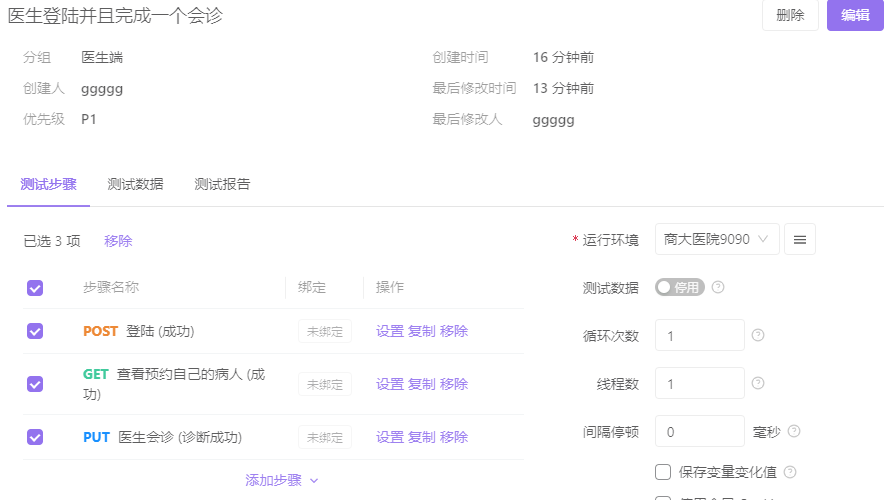 医生登陆并且完成一个会诊
删除
编辑
分组 医生端
创建时间 16 分钟前
创建人 ggggg
最后修改时间 13 分钟前
优先级 P1
最后修改人 ggggg
测试步骤 测试数据 测试报告
已选 3 项 移除
* 运行环境 商大医院9090
步骤名称 绑定 操作
测试数据 停用
POST 登陆 (成功) 未绑定 设置 复制 移除
循环次数 1
GET 查看预约自己的病人 (成
功) 未绑定 设置 复制 移除
线程数 1
PUT 医生会诊 (诊断成功) 未绑定 设置 复制 移除
间隔停顿 0 毫秒
添加步骤
保存变量变化值